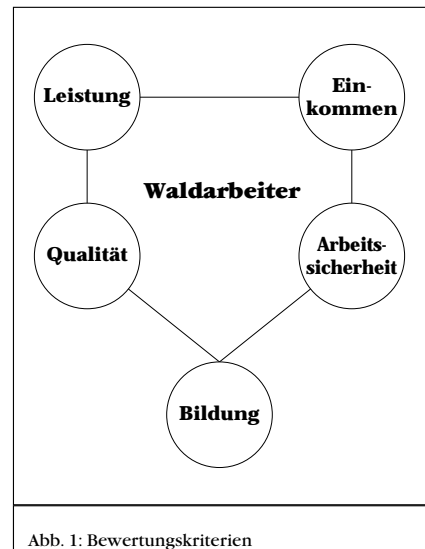 Leistung
Ein-
kommen
Waldarbeiter
Qualität
Arbeits-
sicherheit
Bildung
Abb. 1: Bewertungskriterien